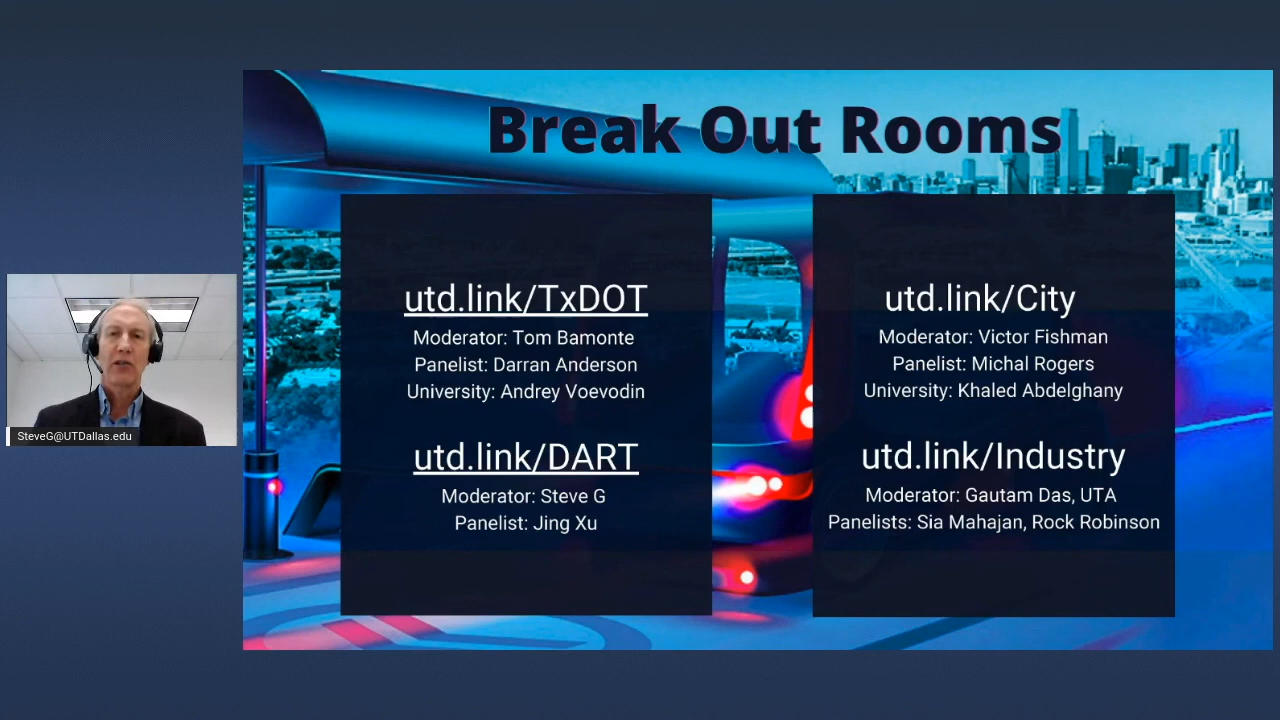 Break Out Rooms
utd.link/TxDOT
Moderator: Tom Bamonte
Panelist: Darran Anderson
University: Andrey Voevodin
utd.link/DART
Moderator: Steve G
Panelist: Jing Xu
utd.link/City
Moderator: Victor Fishman
Panelist: Michal Rogers
University: Khaled Abdelghany
utd.link/Industry
Moderator: Gautam Das, UTA
Panelists: Sia Mahajan, Rock Robinson
SteveG@UTDallas.edu